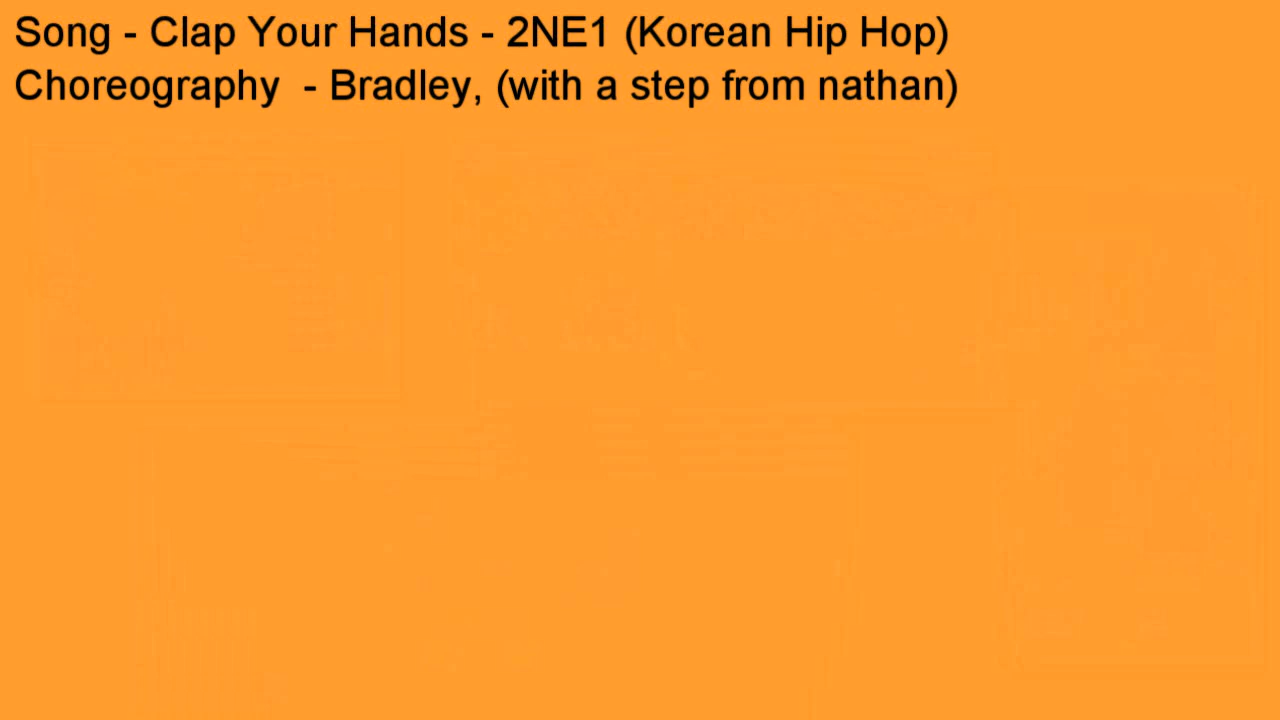 Song - Clap Your Hands - 2NE1 (Korean Hip Hop)
Choreography  - Bradley, (with a step from nathan)